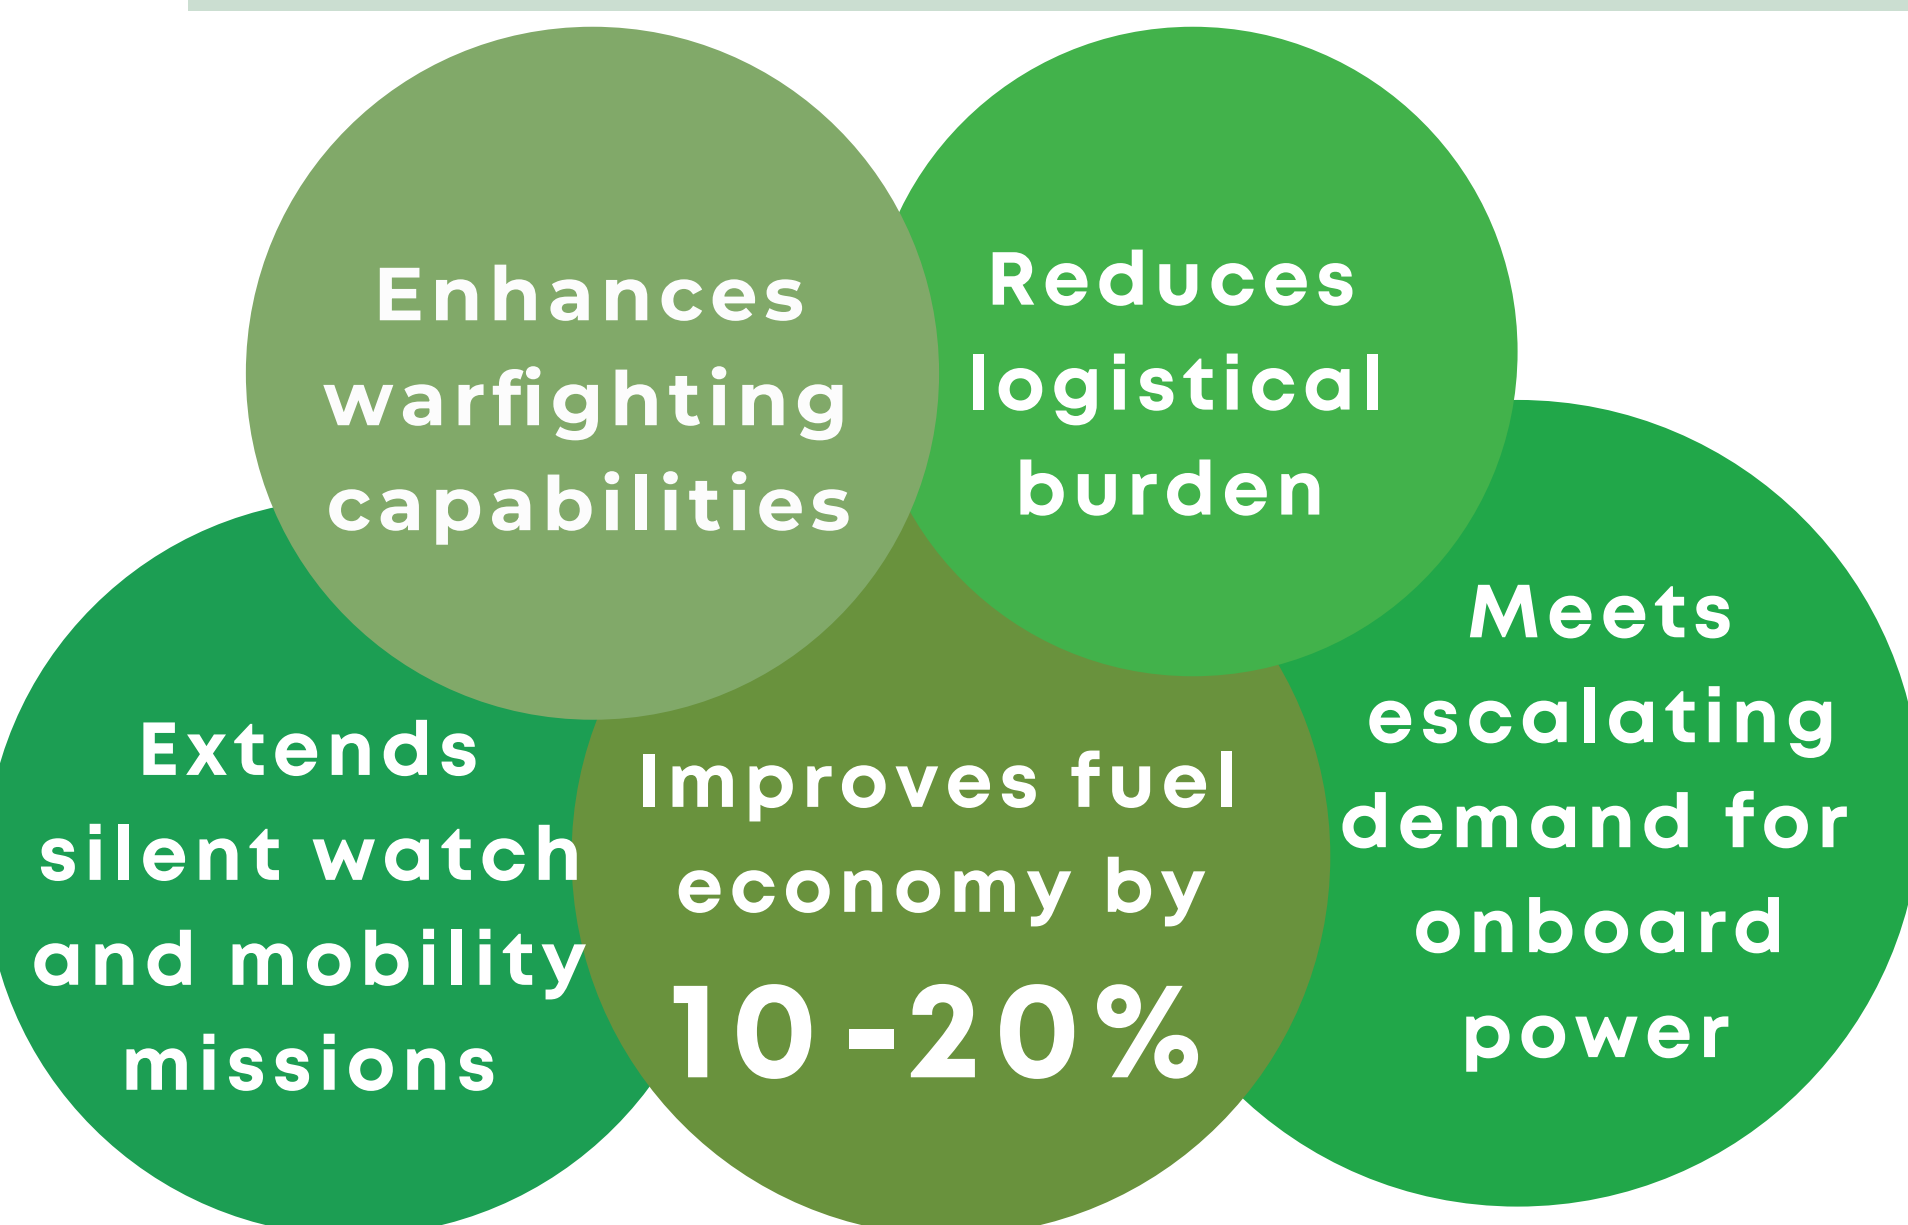 Enhances
warfighting
capabilities
Reduces
logistical
burden
Extends
silent watch
and mobility
missions
Improves fuel
economy by
10-20%
Meets
escalating
demand for
onboard
power